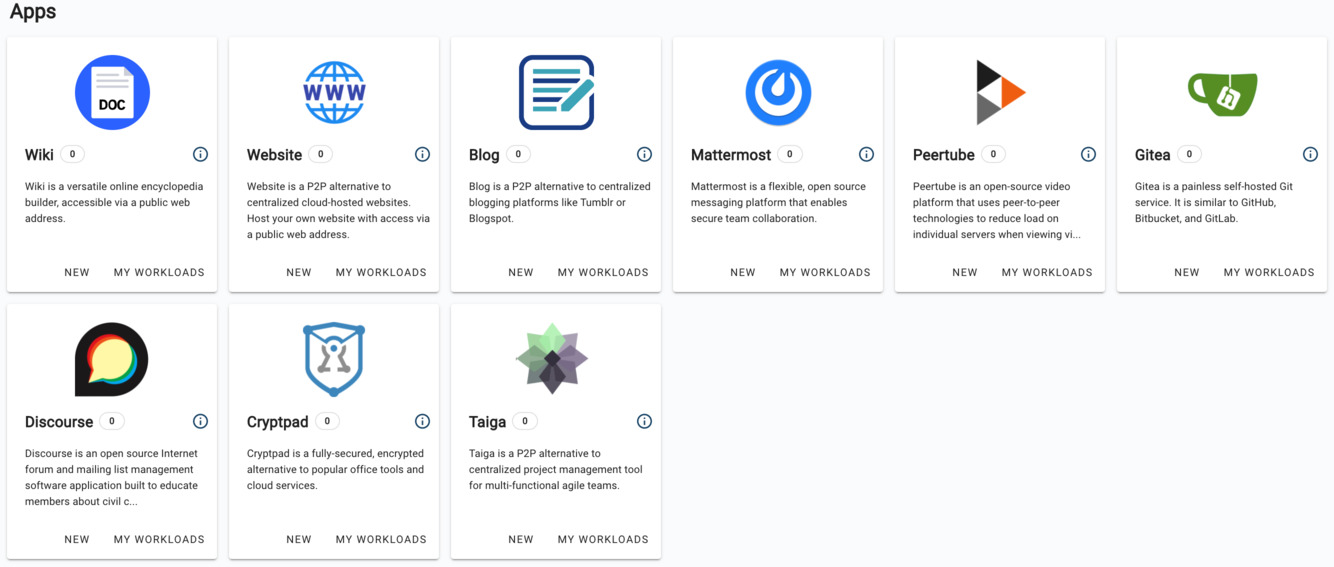 Apps
DOC
Wiki 0
Wiki is a versatile online encyclopedia
builder, accessible via a public web
address.
NEW MY WORKLOADS
WWW
Website 0
Website is a P2P alternative to
centralized cloud-hosted websites.
Host your own website with access via
a public web address.
NEW MY WORKLOADS
Blog 0
Blog is a P2P alternative to centralized
blogging platforms like Tumblr or
Blogspot.
NEW MY WORKLOADS
Mattermost 0
Mattermost is a flexible, open source
messaging platform that enables
secure team collaboration.
NEW MY WORKLOADS
Peertube 0
Peertube is an open-source video
platform that uses peer-to-peer
technologies to reduce load on
individual servers when viewing vi...
NEW MY WORKLOADS
Gitea 0
Gitea is a painless self-hosted Git
service. It is similar to GitHub,
Bitbucket, and GitLab.
NEW MY WORKLOADS
Discourse 0
Discourse is an open source Internet
forum and mailing list management
software application built to educate
members about civil c...
NEW MY WORKLOADS
Cryptpad 0
Cryptpad is a fully-secured, encrypted
alternative to popular office tools and
cloud services.
NEW MY WORKLOADS
Taiga 0
Taiga is a P2P alternative to
centralized project management tool
for multi-functional agile teams.
NEW MY WORKLOADS